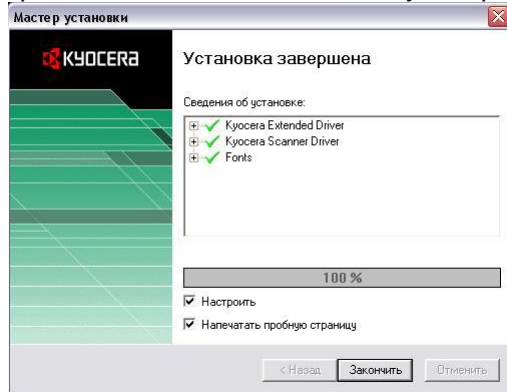 Мастер установки
KYOCERA
Установка завершена
Сведения об установке:
Kyocera Extended Driver
Kyocera Scanner Driver
Fonts
100 %
Настроить
Напечатать пробную страницу
< Назад
Закончить
Отменить